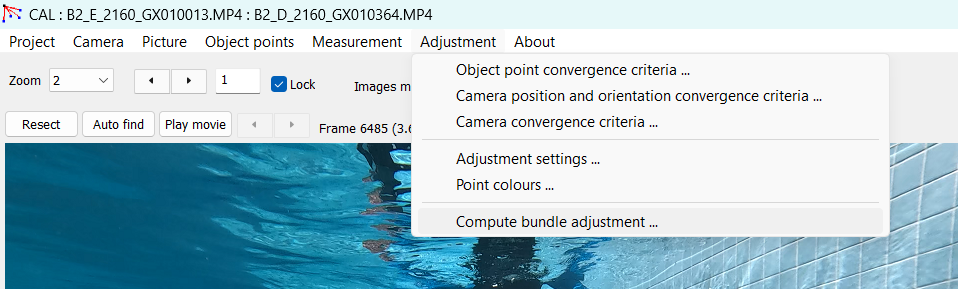 CAL : B2_E_2160_GX010013.MP4 : B2_D_2160_GX010364.MP4
Project Camera Picture Object points Measurement Adjustment About
Zoom 2 1 Lock Images m
Object point convergence criteria ...
Camera position and orientation convergence criteria ...
Resect Auto find Play movie Frame 6485 (3.6
Camera convergence criteria ...
Adjustment settings ...
Point colours ...
Compute bundle adjustment ...